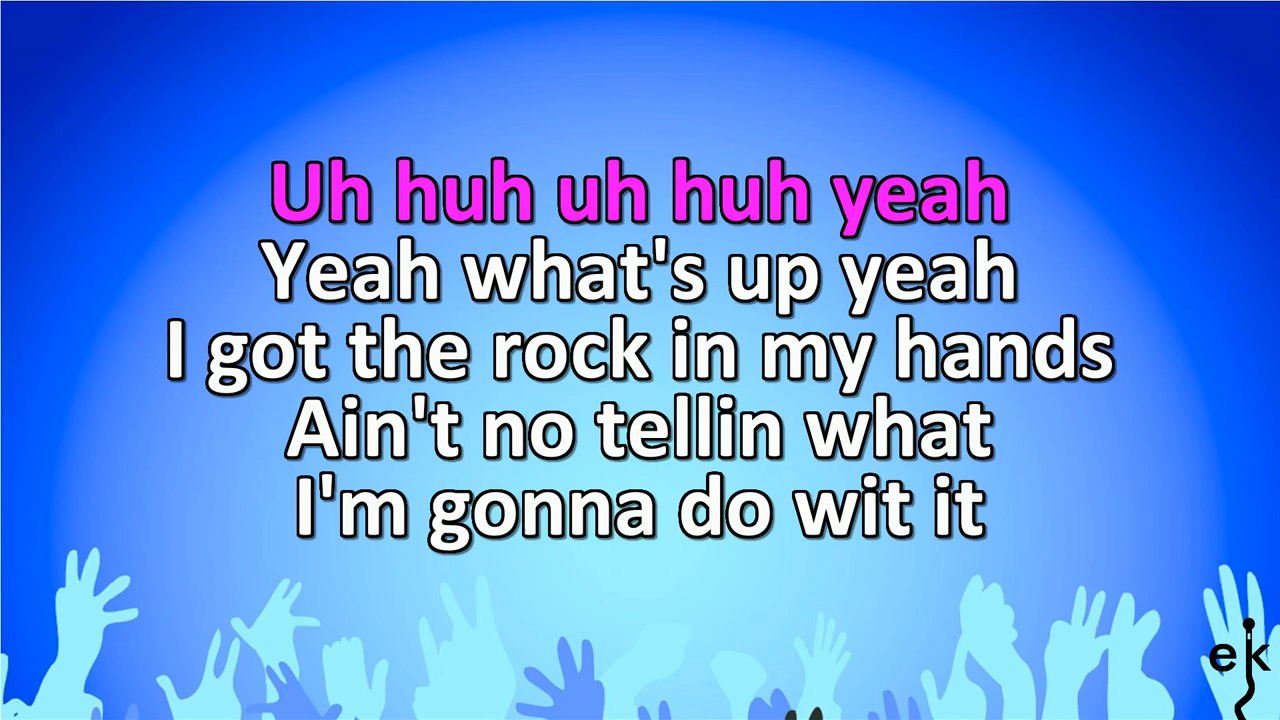 Uh huh uh huh yeah
Yeah what's up yeah
I got the rock in my hands
Ain't no tellin what
I'm gonna do wit it
ek